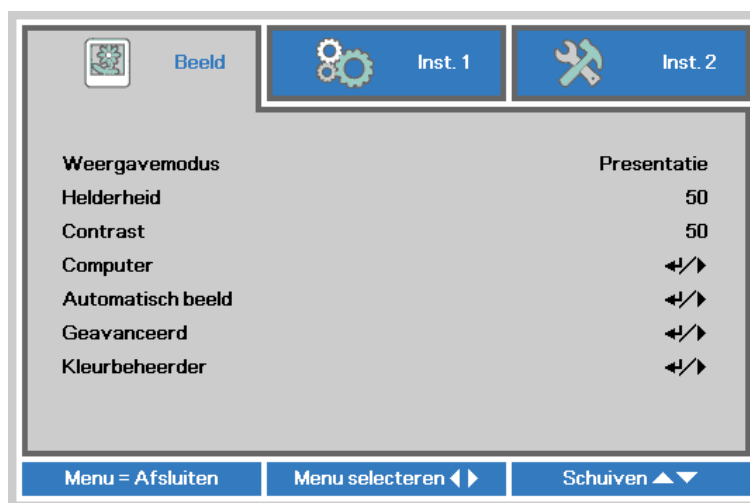 Beeld Inst. 1 Inst. 2
Weergavemodus Presentatie
Helderheid 50
Contrast 50
Computer ↵/▶
Automatisch beeld ↵/▶
Geavanceerd ↵/▶
Kleurbeheerder ↵/▶
Menu = Afsluiten Menu selecteren ◀▶ Schuiven ▲▼